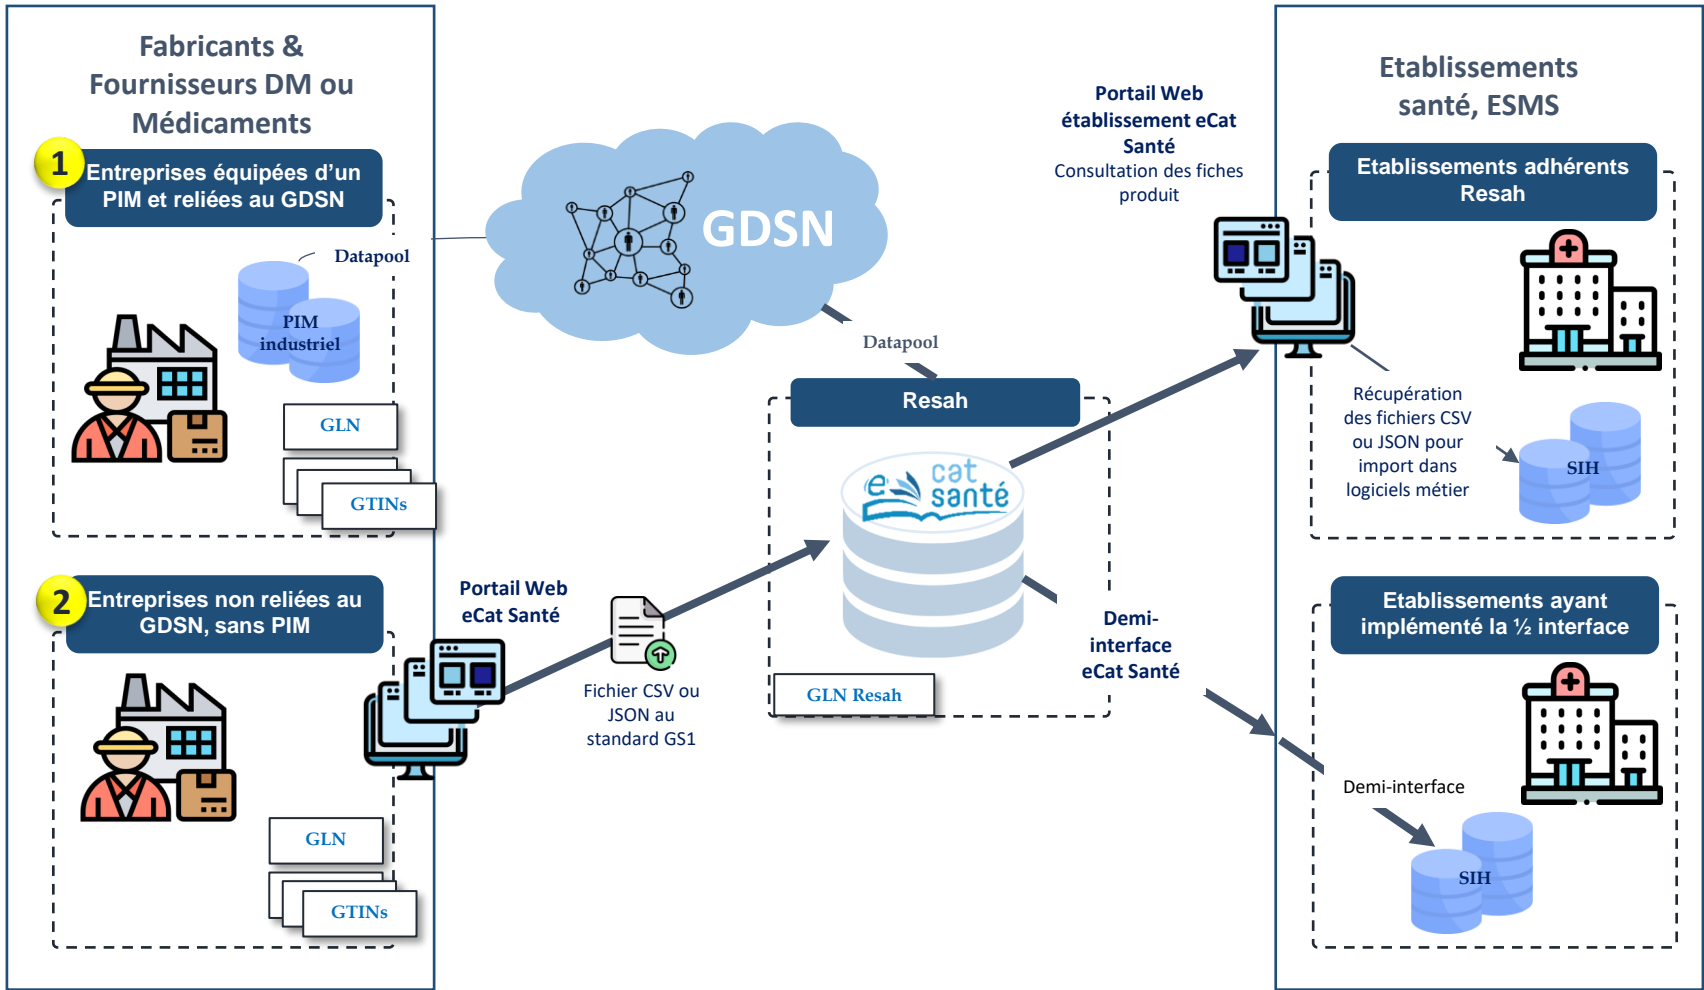 Fabricants &
Fournisseurs DM ou
Médicaments
1
Entreprises équipées d'un
PIM et reliées au GDSN
Datapool
PIM
industriel
GLN
GTINs
2
Entreprises non reliées au
GDSN, sans PIM
GLN
GTINs
Portail Web
eCat Santé
Fichier CSV ou
JSON au
standard GS1
GDSN
Datapool
Resah
e cat
santé
GLN Resah
Demi-
interface
eCat Santé
Portail Web
établissement eCat
Santé
Consultation des fiches
produit
Etablissements
santé, ESMS
Etablissements adhérents
Resah
Récupération
des fichiers CSV
ou JSON pour
import dans
logiciels métier
SIH
Etablissements ayant
implémenté la ½ interface
Demi-interface
SIH